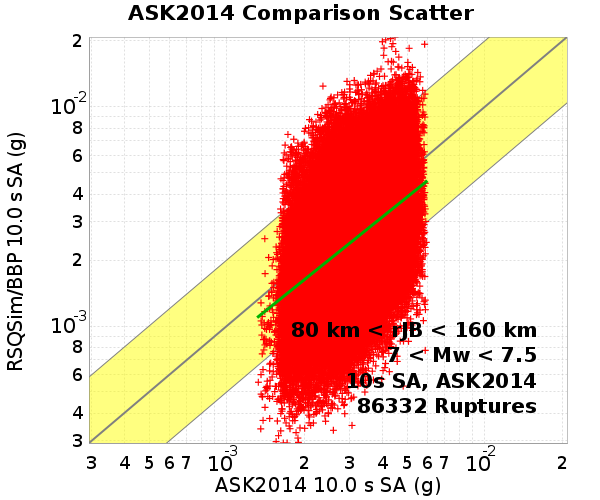 ASK2014 Comparison Scatter
RSQSim/BBP 10.0 s SA (g)
2
10-2
8
6
4
3
2
10-3
8
6
4
3
80 km < rJB < 160 km
7 < Mw < 7.5
10s SA, ASK2014
86332 Ruptures
3 4 5 6 7 10-3 2 3 4 5 6 7 10-2 2
ASK2014 10.0 s SA (g)